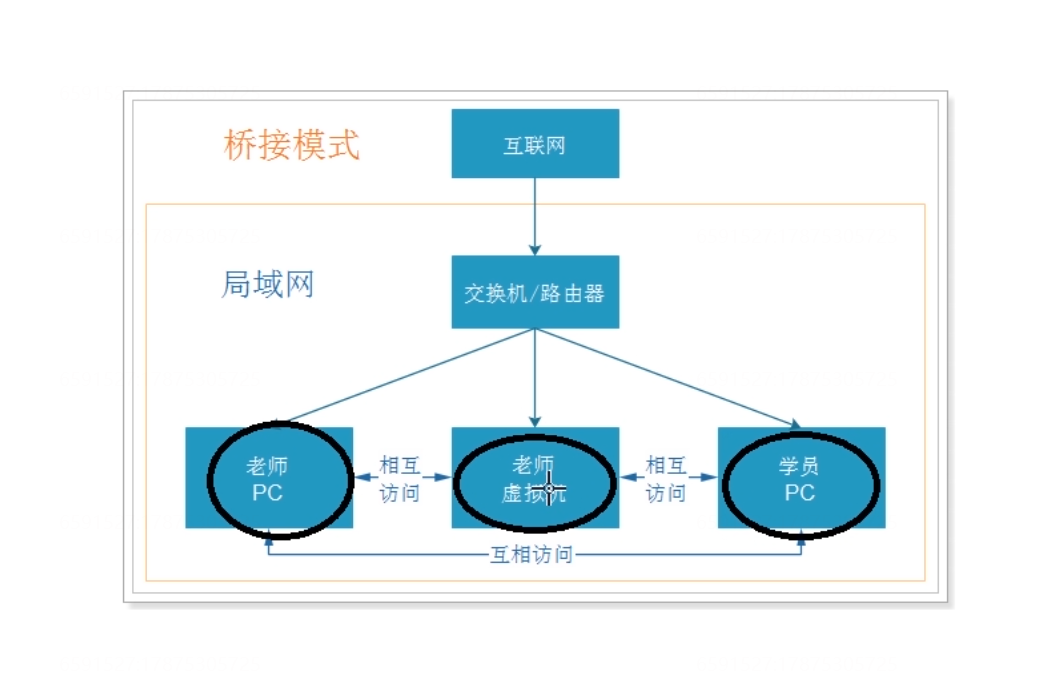 桥接模式
互联网
局域网
交换机/路由器
老师
PC
相互
访问
老师
虚拟机
相互
访问
学员
PC
互相访问